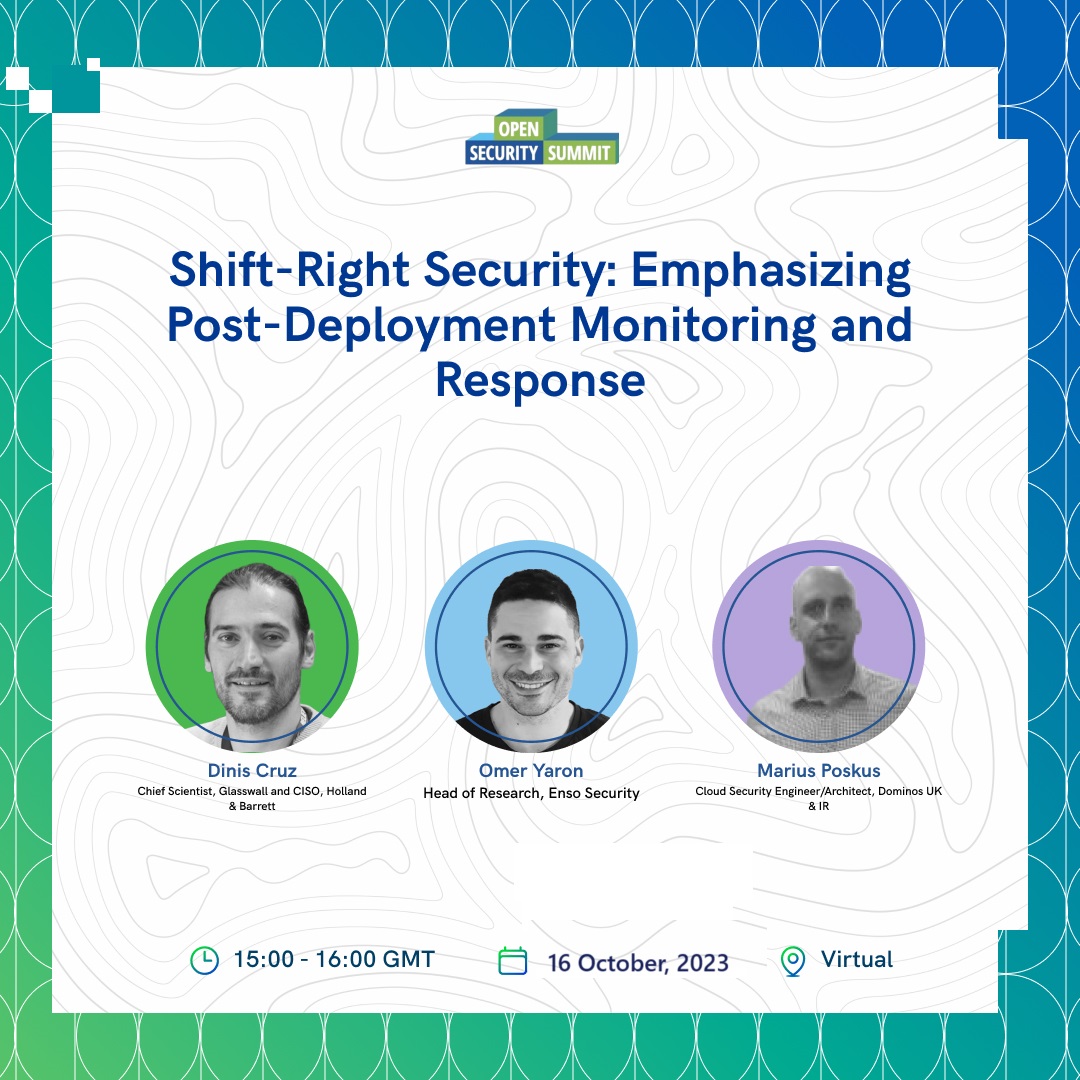 OPEN
SECURITY SUMMIT
Shift-Right Security: Emphasizing
Post-Deployment Monitoring and
Response
Dinis Cruz
Chief Scientist, Glasswall and CISO, Holland
& Barrett
Omer Yaron
Head of Research, Enso Security
Marius Poskus
Cloud Security Engineer/Architect, Dominos UK
& IR
15:00 - 16:00 GMT
16 October, 2023
Virtual